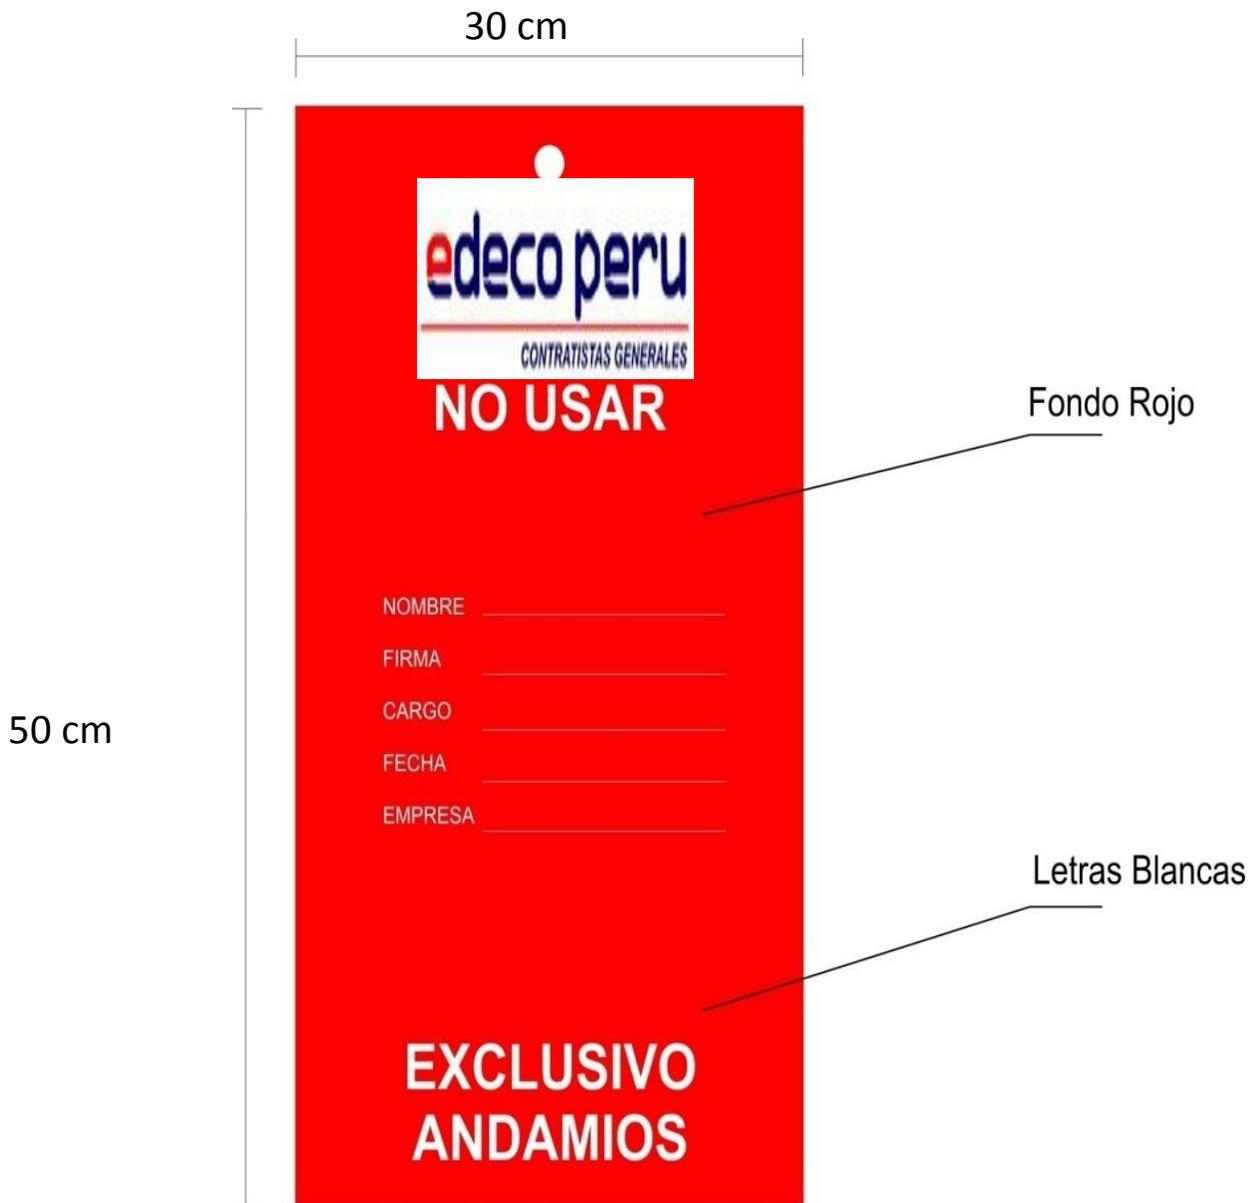 30 cm
edeco peru
CONTRATISTAS GENERALES
NO USAR
Fondo Rojo
NOMBRE
FIRMA
CARGO
FECHA
EMPRESA
50 cm
Letras Blancas
EXCLUSIVO
ANDAMIOS